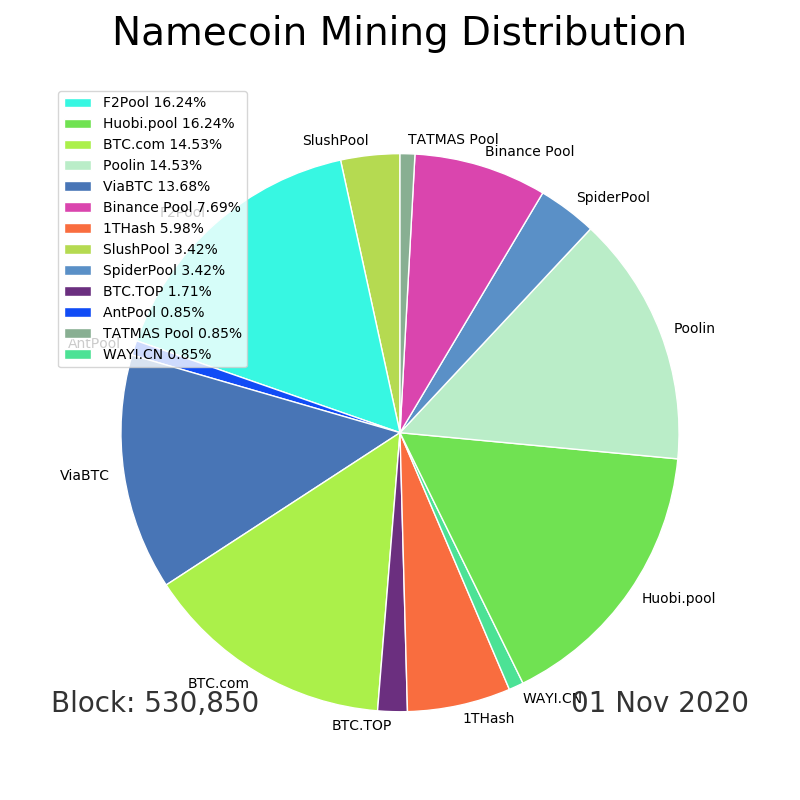 Namecoin Mining Distribution
F2Pool 16.24%
Huobi.pool 16.24%
BTC.com 14.53%
Poolin 14.53%
ViaBTC 13.68%
Binance Pool 7.69%
1THash 5.98%
SlushPool 3.42%
SpiderPool 3.42%
BTC.TOP 1.71%
AntPool 0.85%
TATMAS Pool 0.85%
WAYI.CN 0.85%
SlushPool
TATMAS Pool
Binance Pool
SpiderPool
F2Pool
Poolin
AntPool
ViaBTC
Huobi.pool
BTC.com
WAYI.CN
1THash
BTC.TOP
Block: 530,850
01 Nov 2020